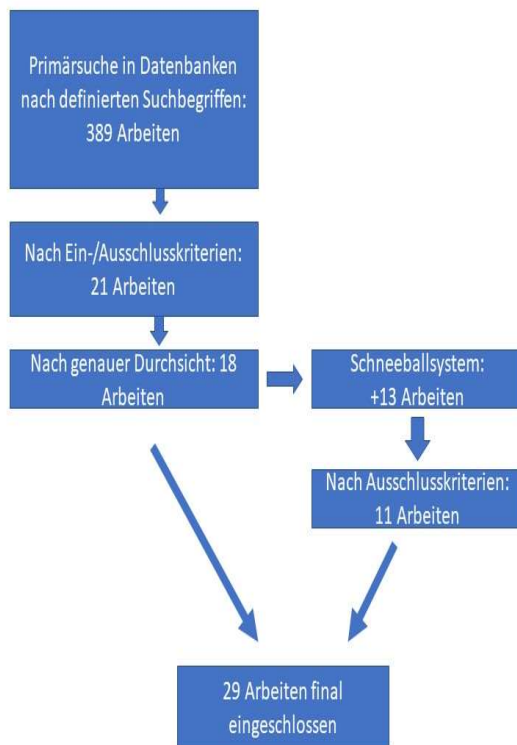 Primärsuche in Datenbanken
nach definierten Suchbegriffen:
389 Arbeiten
Nach Ein-/Ausschlusskriterien:
21 Arbeiten
Nach genauer Durchsicht: 18
Arbeiten
Schneeballsystem:
+13 Arbeiten
Nach Ausschlusskriterien:
11 Arbeiten
29 Arbeiten final
eingeschlossen